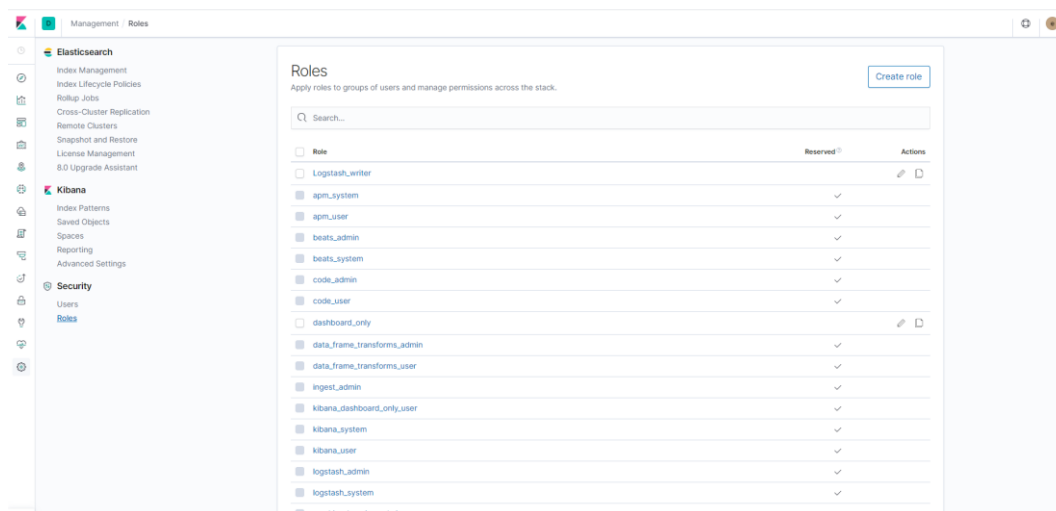 D Management / Roles
Elasticsearch
Index Management
Index Lifecycle Policies
Rollup Jobs
Cross-Cluster Replication
Remote Clusters
Snapshot and Restore
License Management
8.0 Upgrade Assistant
Kibana
Index Patterns
Saved Objects
Spaces
Reporting
Advanced Settings
Security
Users
Roles
Roles
Create role
Apply roles to groups of users and manage permissions across the stack.
Search...
Role Reserved Actions
Logstash_writer
apm_system
apm_user
beats_admin
beats_system
code_admin
code_user
dashboard_only
data_frame_transforms_admin
data_frame_transforms_user
ingest_admin
kibana_dashboard_only_user
kibana_system
kibana_user
logstash_admin
logstash_system